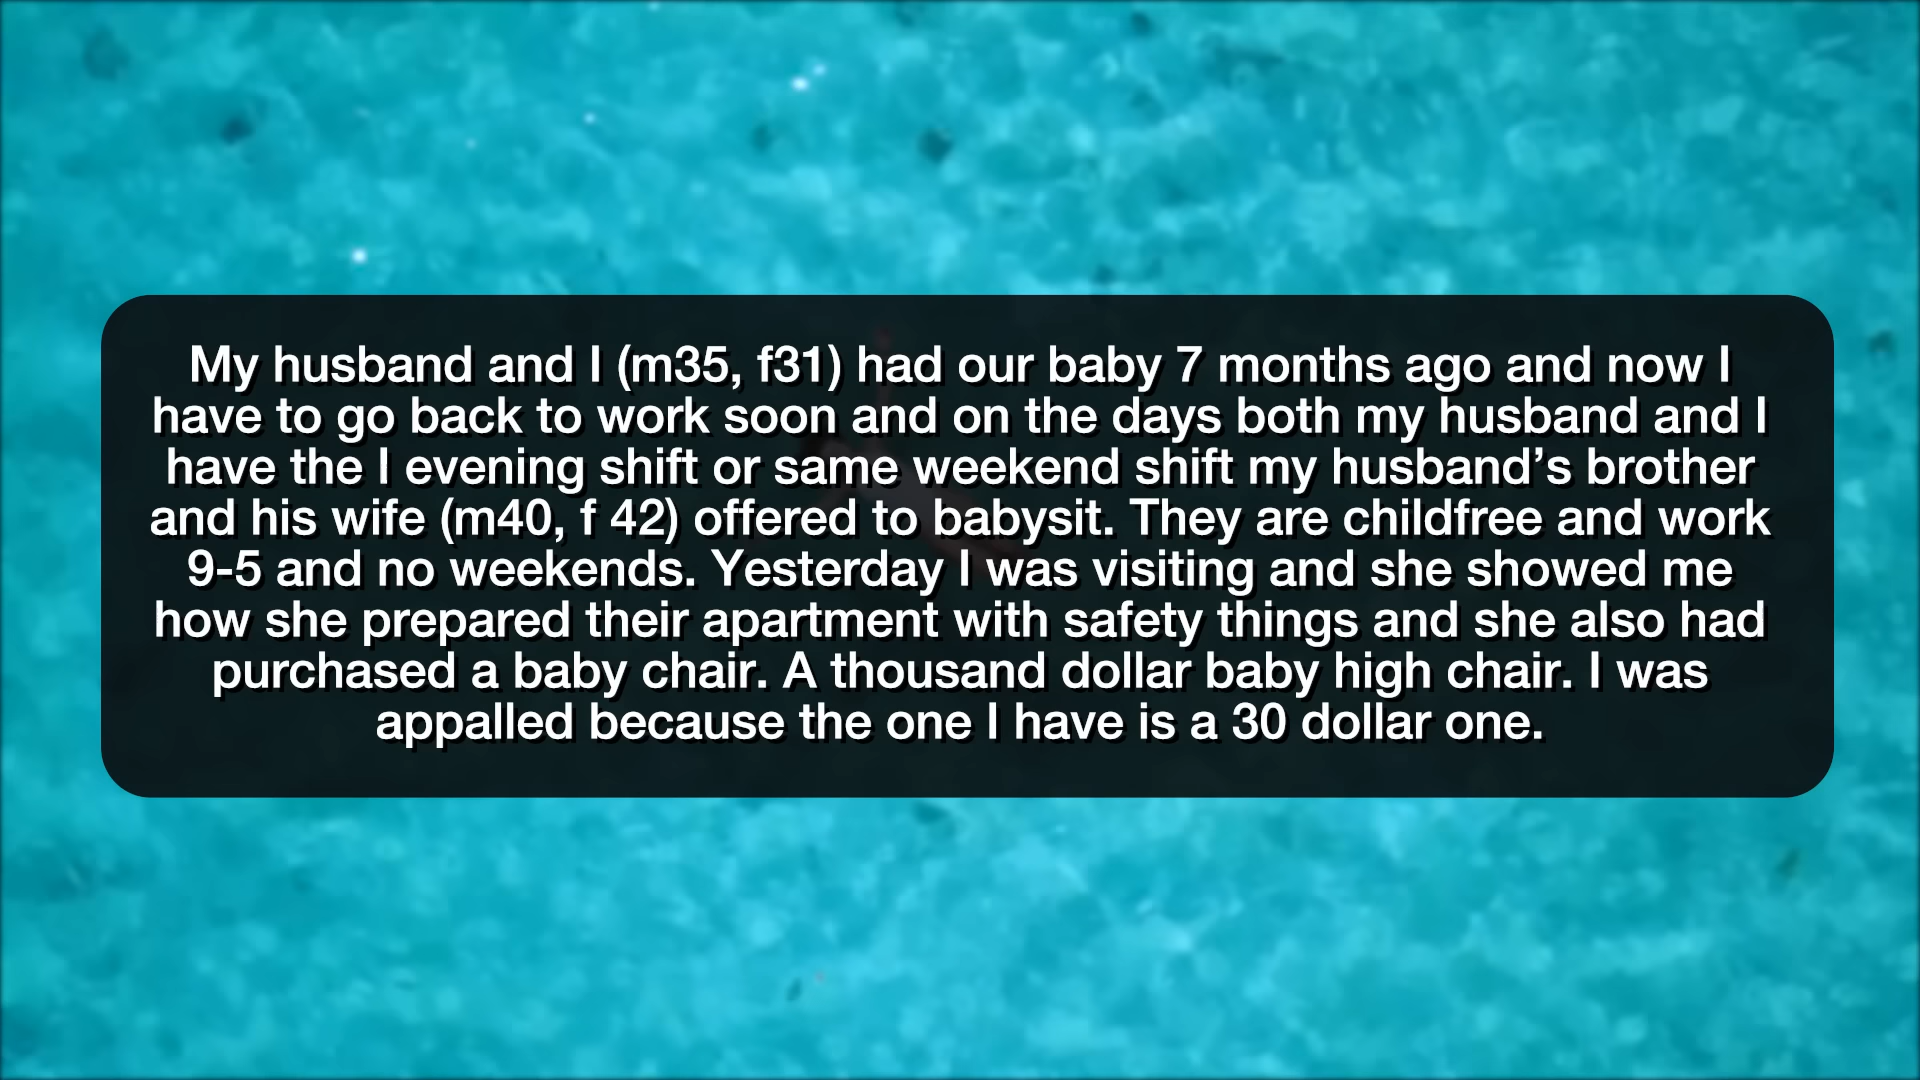 My husband and I (m35, f31) had our baby 7 months ago and now I
have to go back to work soon and on the days both my husband and I
have the l evening shift or same weekend shift my husband’s brother
and his wife (m40, f 42) offered to babysit. They are childfree and work
9-5 and no weekends. Yesterday I was visiting and she showed me
how she prepared their apartment with safety things and she also had
purchased a baby chair. A thousand dollar baby high chair. I was
appalled because the one I have is a 30 dollar one.